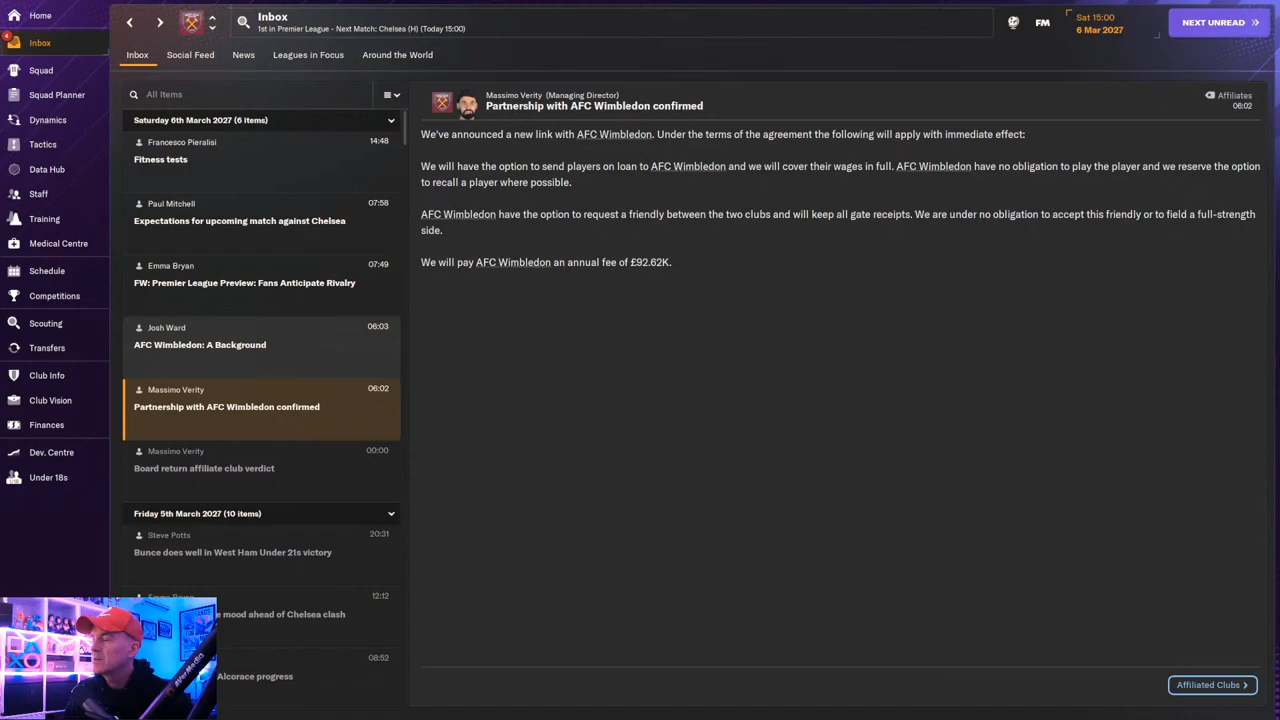 Home
4
Inbox
Squad
Squad Planner
Dynamics
Tactics
Data Hub
Staff
Training
Medical Centre
Schedule
Competitions
Scouting
Transfers
Club Info
Club Vision
Finances
Dev. Centre
Under 18s
Inbox
1st in Premier League - Next Match: Chelsea (H) (Today 15:00)
FM
Sat 15:00
6 Mar 2027
NEXT UNREAD
Inbox Social Feed News Leagues in Focus Around the World
All Items
Saturday 6th March 2027 (6 items)
Francesco Pieralisi 14:48
Fitness tests
Paul Mitchell 07:58
Expectations for upcoming match against Chelsea
Emma Bryan 07:49
FW: Premier League Preview: Fans Anticipate Rivalry
Josh Ward 06:03
AFC Wimbledon: A Background
Massimo Verity 06:02
Partnership with AFC Wimbledon confirmed
Massimo Verity 00:00
Board return affiliate club verdict
Friday 5th March 2027 (10 items)
Steve Potts 20:31
Bunce does well in West Ham Under 21s victory
12:12
mood ahead of Chelsea clash
08:52
Alcorace progress
Massimo Verity (Managing Director)
Partnership with AFC Wimbledon confirmed
Affiliates
06:02
We've announced a new link with AFC Wimbledon. Under the terms of the agreement the following will apply with immediate effect:
We will have the option to send players on loan to AFC Wimbledon and we will cover their wages in full. AFC Wimbledon have no obligation to play the player and we reserve the option
to recall a player where possible.
AFC Wimbledon have the option to request a friendly between the two clubs and will keep all gate receipts. We are under no obligation to accept this friendly or to field a full-strength
side.
We will pay AFC Wimbledon an annual fee of £92.62K.
Affiliated Clubs